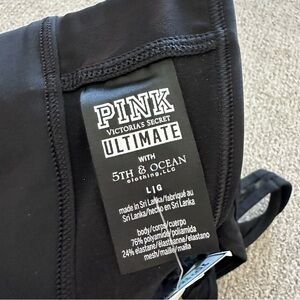 PINK
VICTORIA'S SECRET
ULTIMATE
WITH
5TH & OCEAN
clothing, LLC
L|G
made in Sri Lanka/fabriqué au
Sri Lanka/hecho en Sri Lanka
body/corps/cuerpo
76% polyamide/poliamida
24% elastane/élasthanne/elastano
mesh/maille/malla